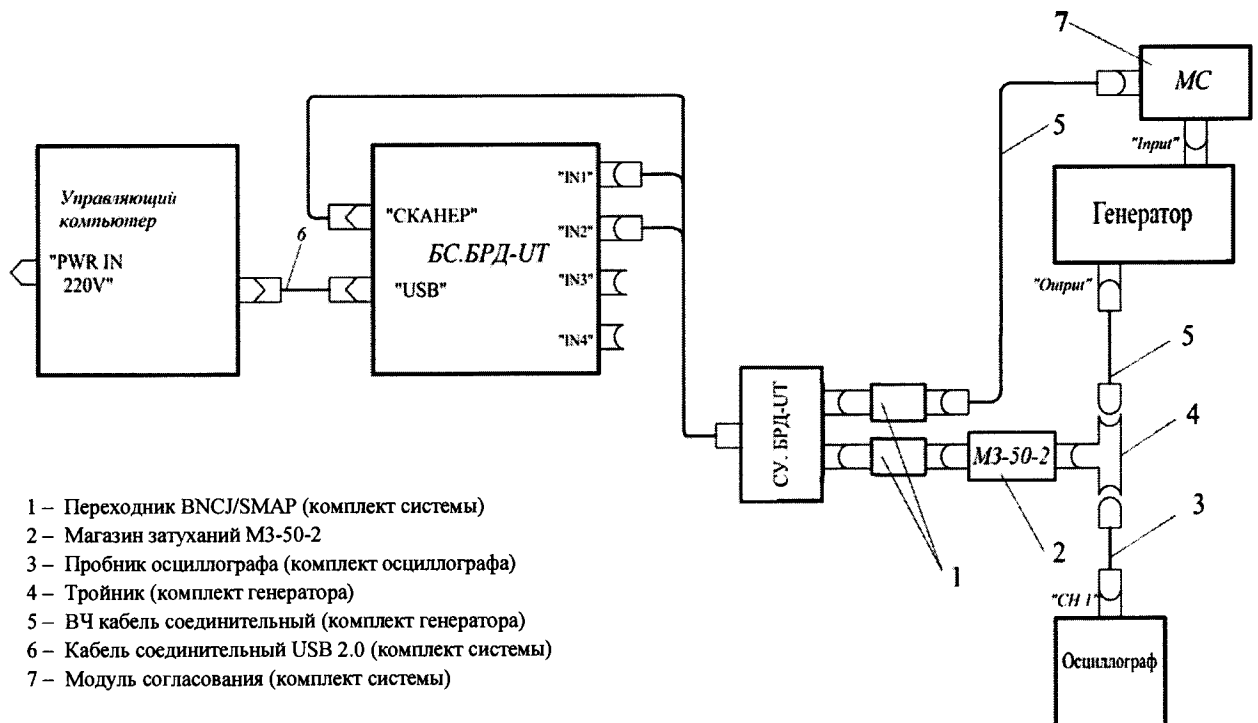 7
МС
5
"Input"
Генератор
"Output"
Управляющий
компьютер
"PWR IN
220V"
6
"СКАНЕР"
БС.БРД-UT
"USB"
"IN1"
"IN2"
"IN3"
"IN4"
5
СУ. БРД-UT
МЗ-50-2
4
3
2
1
"CH 1"
Осциллограф
1 – Переходник BNCJ/SMAP (комплект системы)
2 – Магазин затуханий МЗ-50-2
3 – Пробник осциллографа (комплект осциллографа)
4 – Тройник (комплект генератора)
5 – ВЧ кабель соединительный (комплект генератора)
6 – Кабель соединительный USB 2.0 (комплект системы)
7 – Модуль согласования (комплект системы)